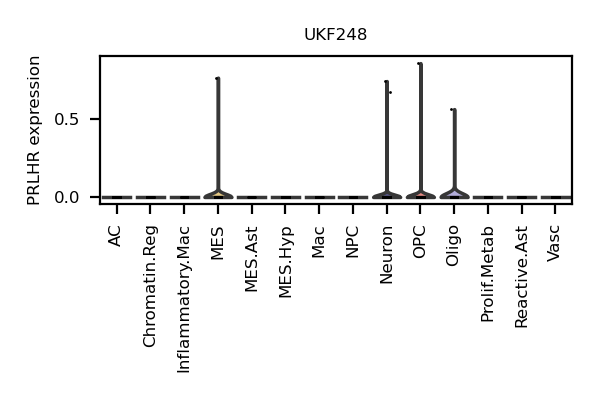 UKF248
PRLHR expression
0.5
0.0
AC
Chromatin.Reg
Inflammatory.Mac
MES
MES.Ast
MES.Hyp
Mac
NPC
Neuron
OPC
Oligo
Prolif.Metab
Reactive.Ast
Vasc